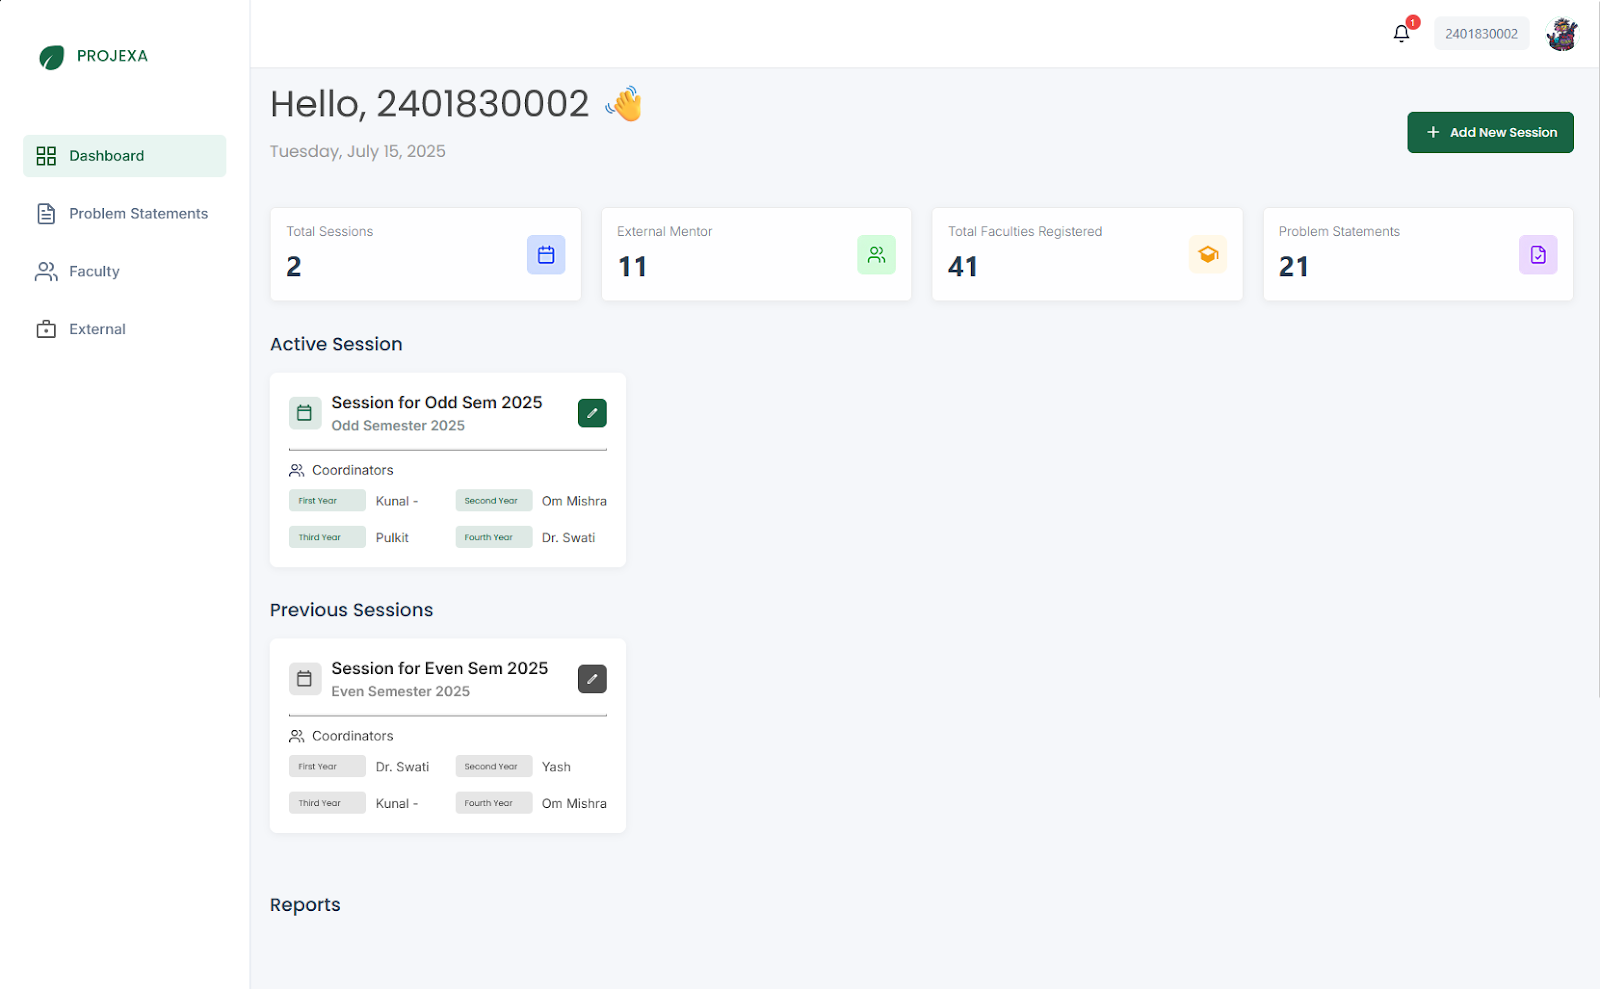 PROJEXA
Dashboard
Problem Statements
Faculty
External
1
2401830002
Hello, 2401830002 👋
Tuesday, July 15, 2025
+ Add New Session
Total Sessions
2
External Mentor
11
Total Faculties Registered
41
Problem Statements
21
Active Session
Session for Odd Sem 2025
Odd Semester 2025
Coordinators
First Year Kunal - Second Year Om Mishra
Third Year Pulkit Fourth Year Dr. Swati
Previous Sessions
Session for Even Sem 2025
Even Semester 2025
Coordinators
First Year Dr. Swati Second Year Yash
Third Year Kunal - Fourth Year Om Mishra
Reports